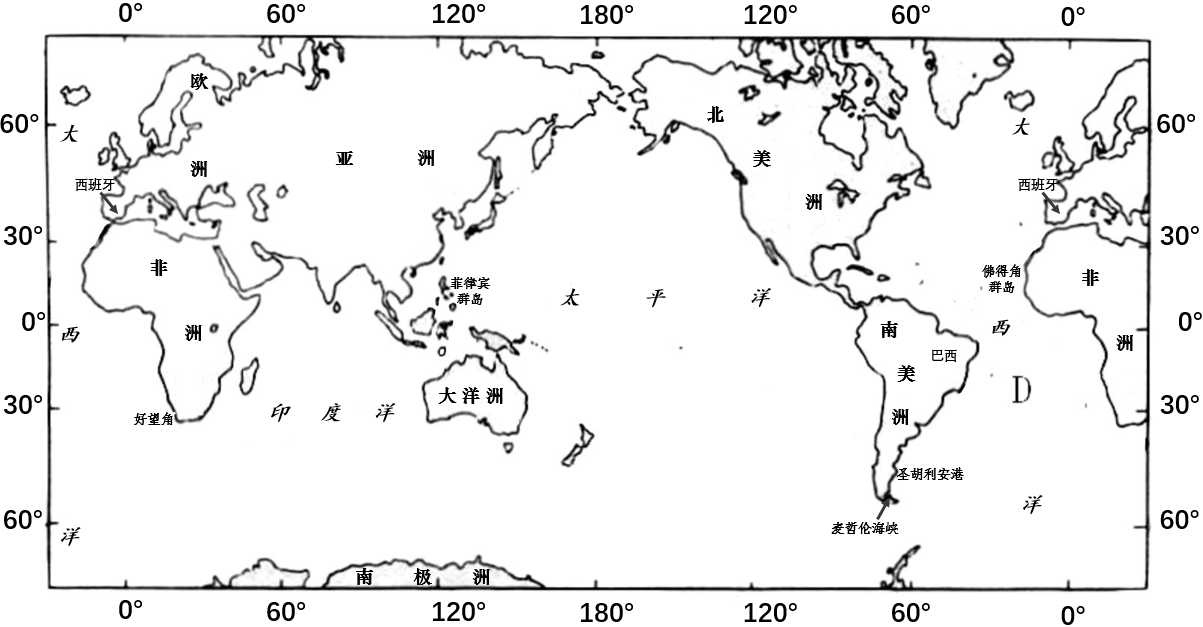 0° 60° 120° 180° 120° 60° 0°
欧
北
60° 大 大 60°
亚 洲 美
洲
西班牙 西班牙
洲
30° 30°
非 佛得角 非
群岛
菲律宾
群岛
太 平 洋
0° 西 洲 南 西 洲 0°
巴西
美
大洋洲 D
30° 好望角 印 度 洋 洲 30°
圣胡利安港
60° 洋 麦哲伦海峡 洋 60°
南 极 洲
0° 60° 120° 180° 120° 60° 0°